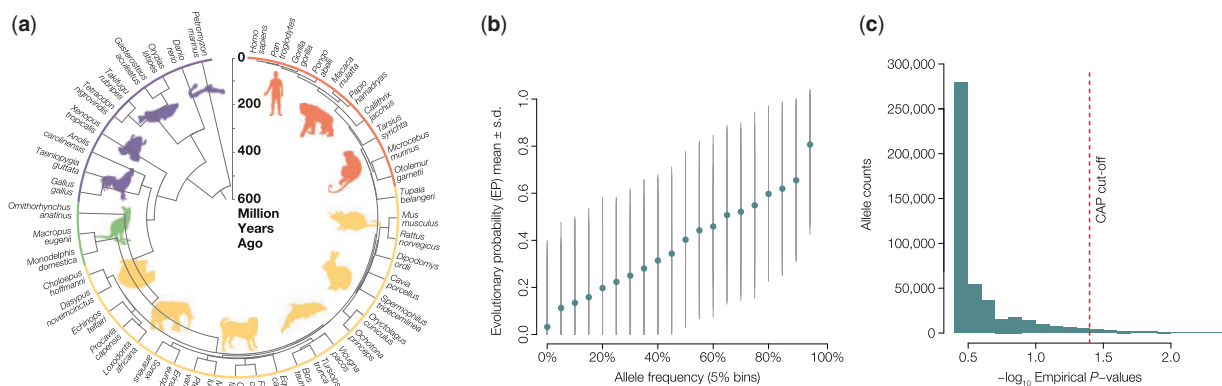 (a)
Petromyzon
marinus
Danio
rerio
Oryzias
latipes
Gasterosteus
aculeatus
Takifugu
rubripes
Tetraodon
nigrovindis
Xenopus
tropicalis
Anolis
carolinensis
Taeniopygia
guttata
Gallus
gallus
Ornithorhynchus
anatinus
Macropus
eugenii
Monodelphis
domestica
Choloepus
hoffmanni
Dasypus
novemcinctus
Echinops
telfairi
Procavia
capensis
Loxodonta
africana
Sorex
araneus
Homo
sapiens
Pan
troglodytes
Gorilla
gorilla
Pongo
abelii
Macaca
mulatta
Papio
hamadryas
Callithrix
jacchus
Tarsius
syrichta
Microcebus
murinus
Otolemur
garnetii
Tupaia
belangeri
Mus
musculus
Rattus
norvegicus
Dipodomys
ordii
Cavia
porcellus
Spermophilus
tridecemlinea
Oryctolagus
cuniculus
Ochotona
princeps
Vicugna
pacos
Tursiops
trunca
Bos
taur
0
200
400
600
Million
Years
Ago
(b)
Evolutionary probability (EP) mean ± s.d.
1.0
0.8
0.6
0.4
0.2
0.0
0% 20% 40% 60% 80% 100%
Allele frequency (5% bins)
(c)
Allele counts
300,000
250,000
200,000
150,000
100,000
50,000
0
CAP cut-off
0.5 1.0 1.5 2.0
−log10 Empirical P-values